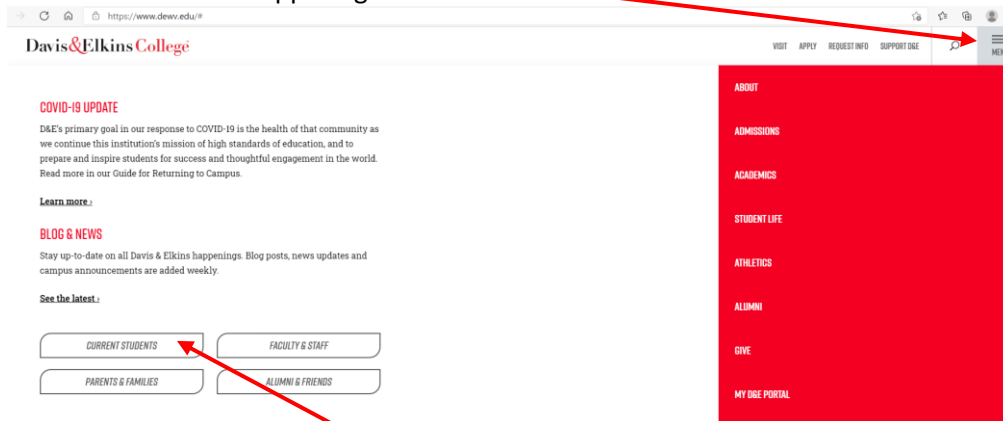 https://www.dewv.edu/#
Davis&Elkins College
VISIT APPLY REQUEST INFO SUPPORT D&E
ABOUT
COVID-19 UPDATE
D&E's primary goal in our response to COVID-19 is the health of that community as
we continue this institution's mission of high standards of education, and to
prepare and inspire students for success and thoughtful engagement in the world.
Read more in our Guide for Returning to Campus.
Learn more ›
BLOG & NEWS
Stay up-to-date on all Davis & Elkins happenings. Blog posts, news updates and
campus announcements are added weekly.
See the latest ›
CURRENT STUDENTS
FACULTY & STAFF
PARENTS & FAMILIES
ALUMNI & FRIENDS
ADMISSIONS
ACADEMICS
STUDENT LIFE
ATHLETICS
ALUMNI
GIVE
MY D&E PORTAL